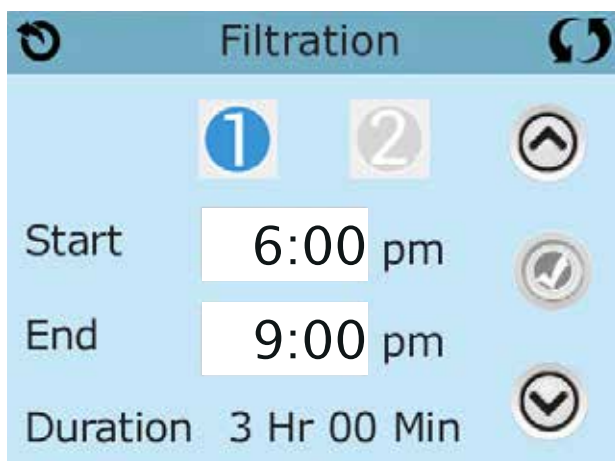 Filtration
1 2
Start 6:00 pm
End 9:00 pm
Duration 3 Hr 00 Min